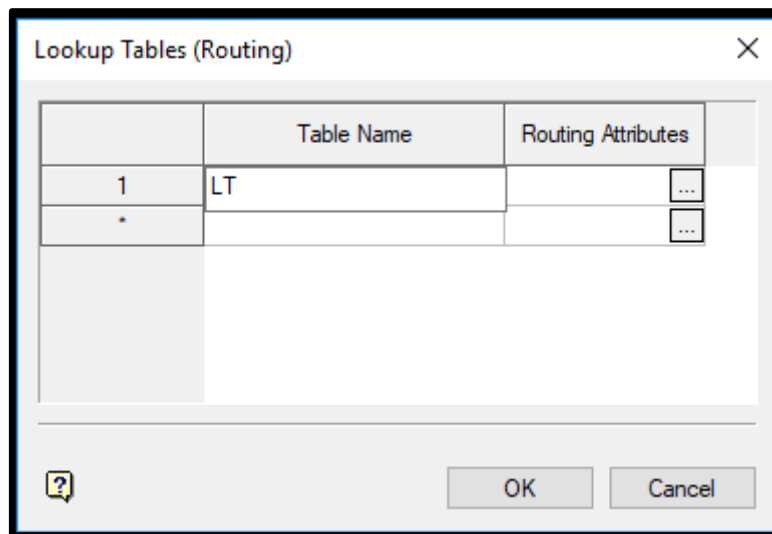 Lookup Tables (Routing)
Table Name Routing Attributes
1 LT ...
* ...
?
OK Cancel